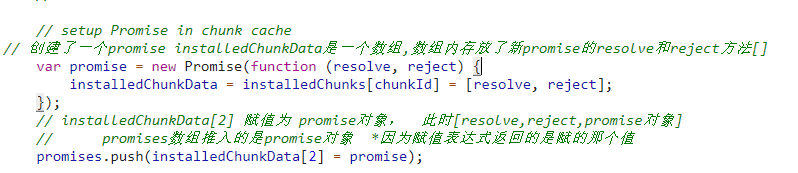 //
// setup Promise in chunk cache
// 创建了一个promise installedChunkData是一个数组,数组内存放了新promise的resolve和reject方法[]
var promise = new Promise(function (resolve, reject) {
installedChunkData = installedChunks[chunkId] = [resolve, reject];
});
// installedChunkData[2] 赋值为 promise对象, 此时[resolve,reject,promise对象]
// promises数组推入的是promise对象 *因为赋值表达式返回的是赋的那个值
promises.push(installedChunkData[2] = promise);